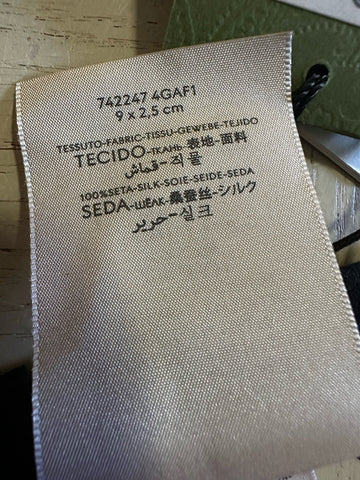 742247 4GAF1
9 x 2,5 cm
TESSUTO-FABRIC-TISSU-GEWEBE-TEJIDO
TECIDO-ТКАНЬ-表地-面料
قماش-직물
100%SETA-SILK-SOIE-SEIDE-SEDA
SEDA-ШЁЛК-桑蚕丝-シルク
حرير-실크